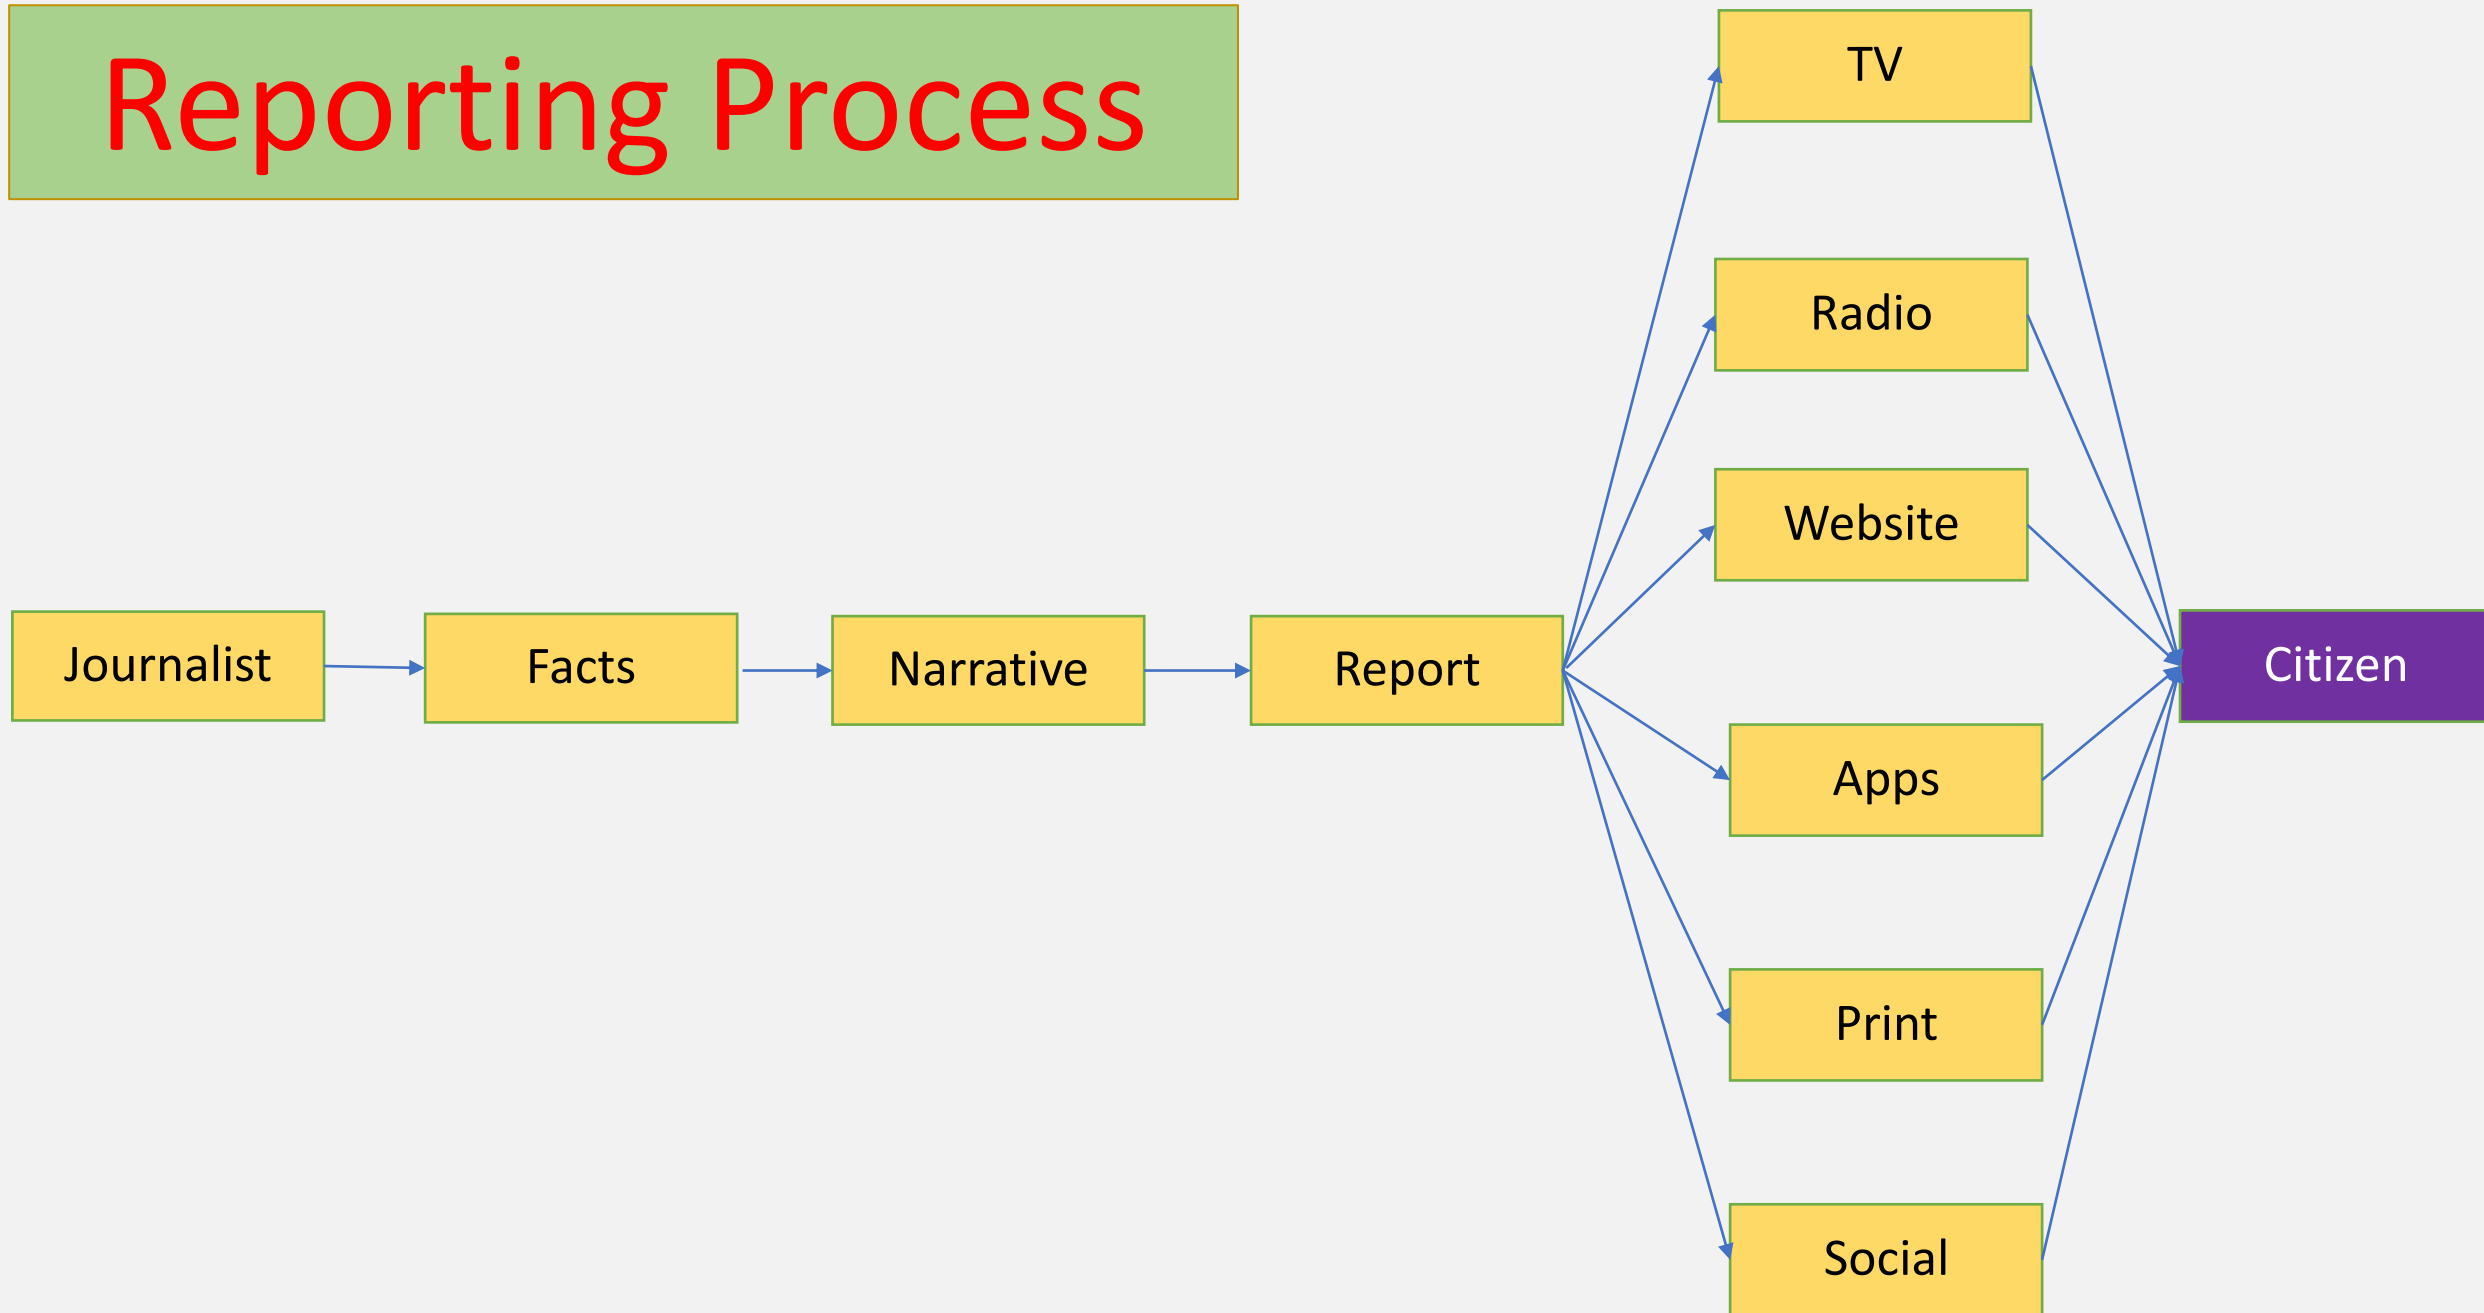 Reporting Process
TV
Radio
Website
Journalist
Facts
Narrative
Report
Citizen
Apps
Print
Social